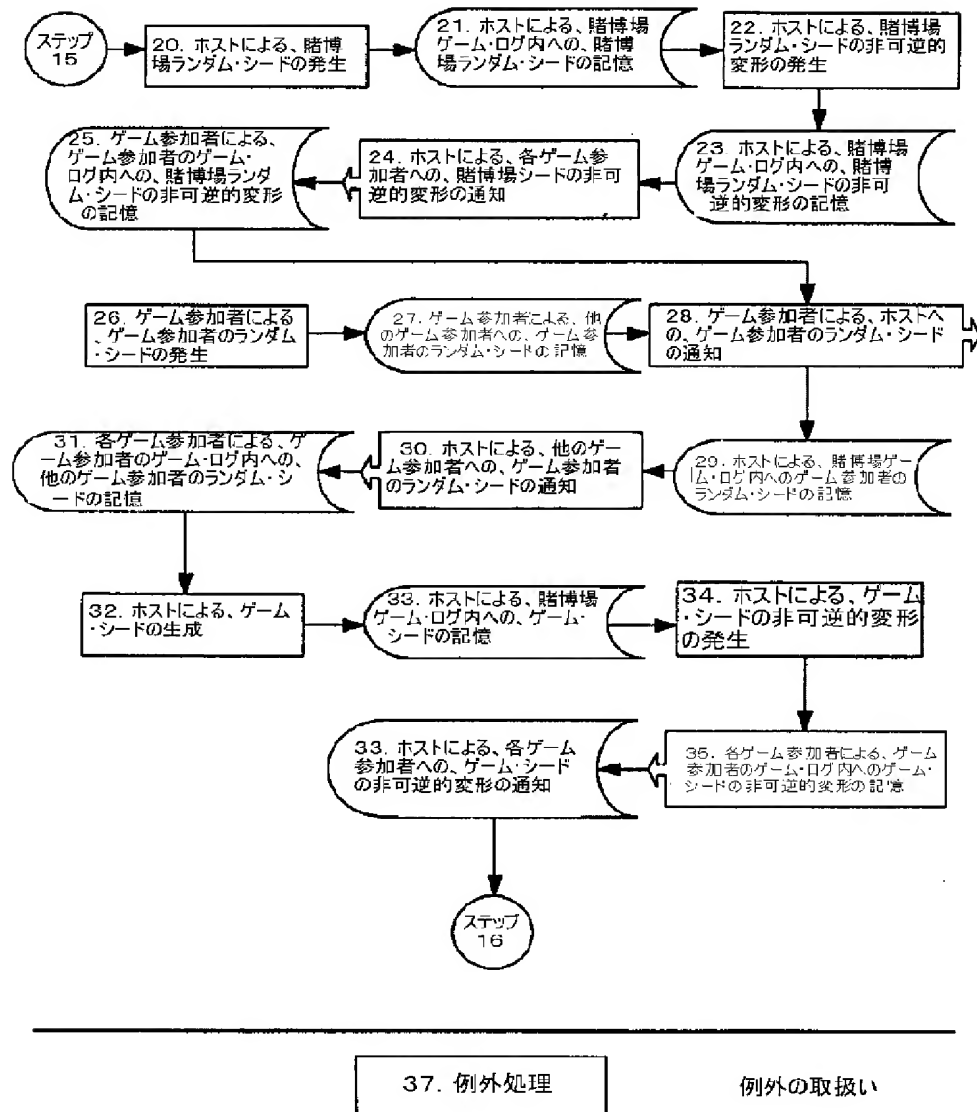 ステップ
15
20. ホストによる、賭博
場ランダム・シードの発生
21. ホストによる、賭博場
ゲーム・ログ内への、賭博
場ランダム・シードの記憶
22. ホストによる、賭博場
ランダム・シードの非可逆的
変形の発生
25. ゲーム参加者による、
ゲーム参加者のゲーム・
ログ内への、賭博場ランダ
ム・シードの非可逆的変形
の記憶
24. ホストによる、各ゲーム参
加者への、賭博場シードの非
可逆的変形の通知
23. ホストによる、賭博場
ゲーム・ログ内への、賭博
場ランダム・シードの非可
逆的変形の記憶
26. ゲーム参加者による
、ゲーム参加者のランダム
・シードの発生
27. ゲーム参加者による、他
のゲーム参加者への、ゲーム参
加者のランダム・シードの記憶
28. ゲーム参加者による、ホストへ
の、ゲーム参加者のランダム・シード
の通知
31. 各ゲーム参加者による、ゲ
ーム参加者のゲーム・ログ内への、
他のゲーム参加者のランダム・シ
ードの記憶
30. ホストによる、他のゲー
ム参加者への、ゲーム参加者
のランダム・シードの通知
29. ホストによる、賭博場ゲー
ム・ログ内へのゲーム参加者の
ランダム・シードの記憶
32. ホストによる、ゲーム
・シードの生成
33. ホストによる、賭博場
ゲーム・ログ内への、ゲーム・
シードの記憶
34. ホストによる、ゲーム
・シードの非可逆的変形
の発生
33. ホストによる、各ゲーム
参加者への、ゲーム・シード
の非可逆的変形の通知
35. 各ゲーム参加者による、ゲーム
参加者のゲーム・ログ内へのゲーム・
シードの非可逆的変形の記憶
ステップ
16
37. 例外処理
例外の取扱い